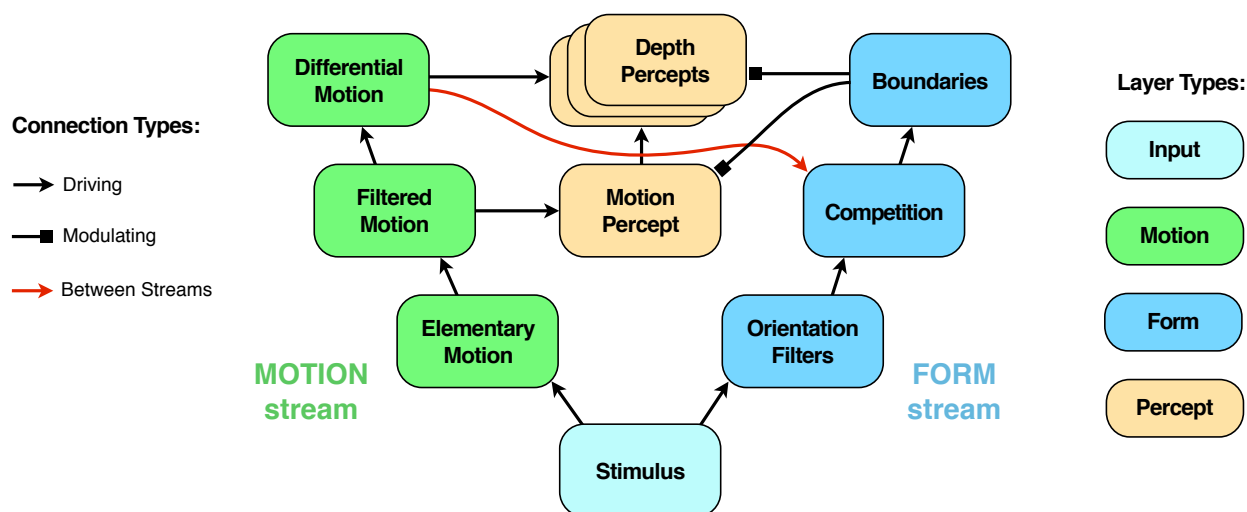 Connection Types:
Driving
Modulating
Between Streams
Differential
Motion
Depth
Percepts
Boundaries
Filtered
Motion
Motion
Percept
Competition
Elementary
Motion
Orientation
Filters
MOTION
stream
FORM
stream
Stimulus
Layer Types:
Input
Motion
Form
Percept